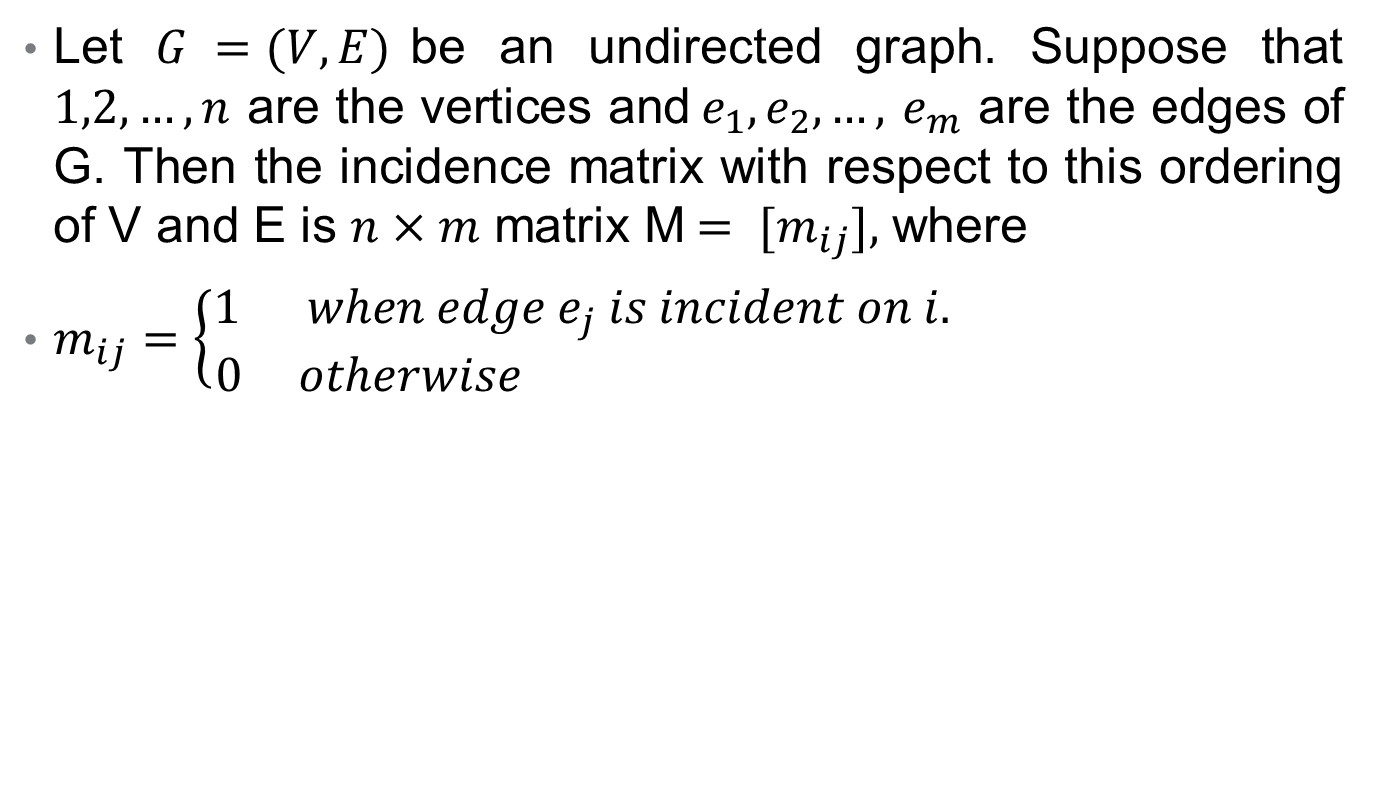 • Let G = (V, E) be an undirected graph. Suppose that
1,2, … , n are the vertices and e₁, e₂, … , eₘ are the edges of
G. Then the incidence matrix with respect to this ordering
of V and E is n × m matrix M = [mᵢⱼ], where
• mᵢⱼ = {1 when edge eⱼ is incident on i.
0 otherwise